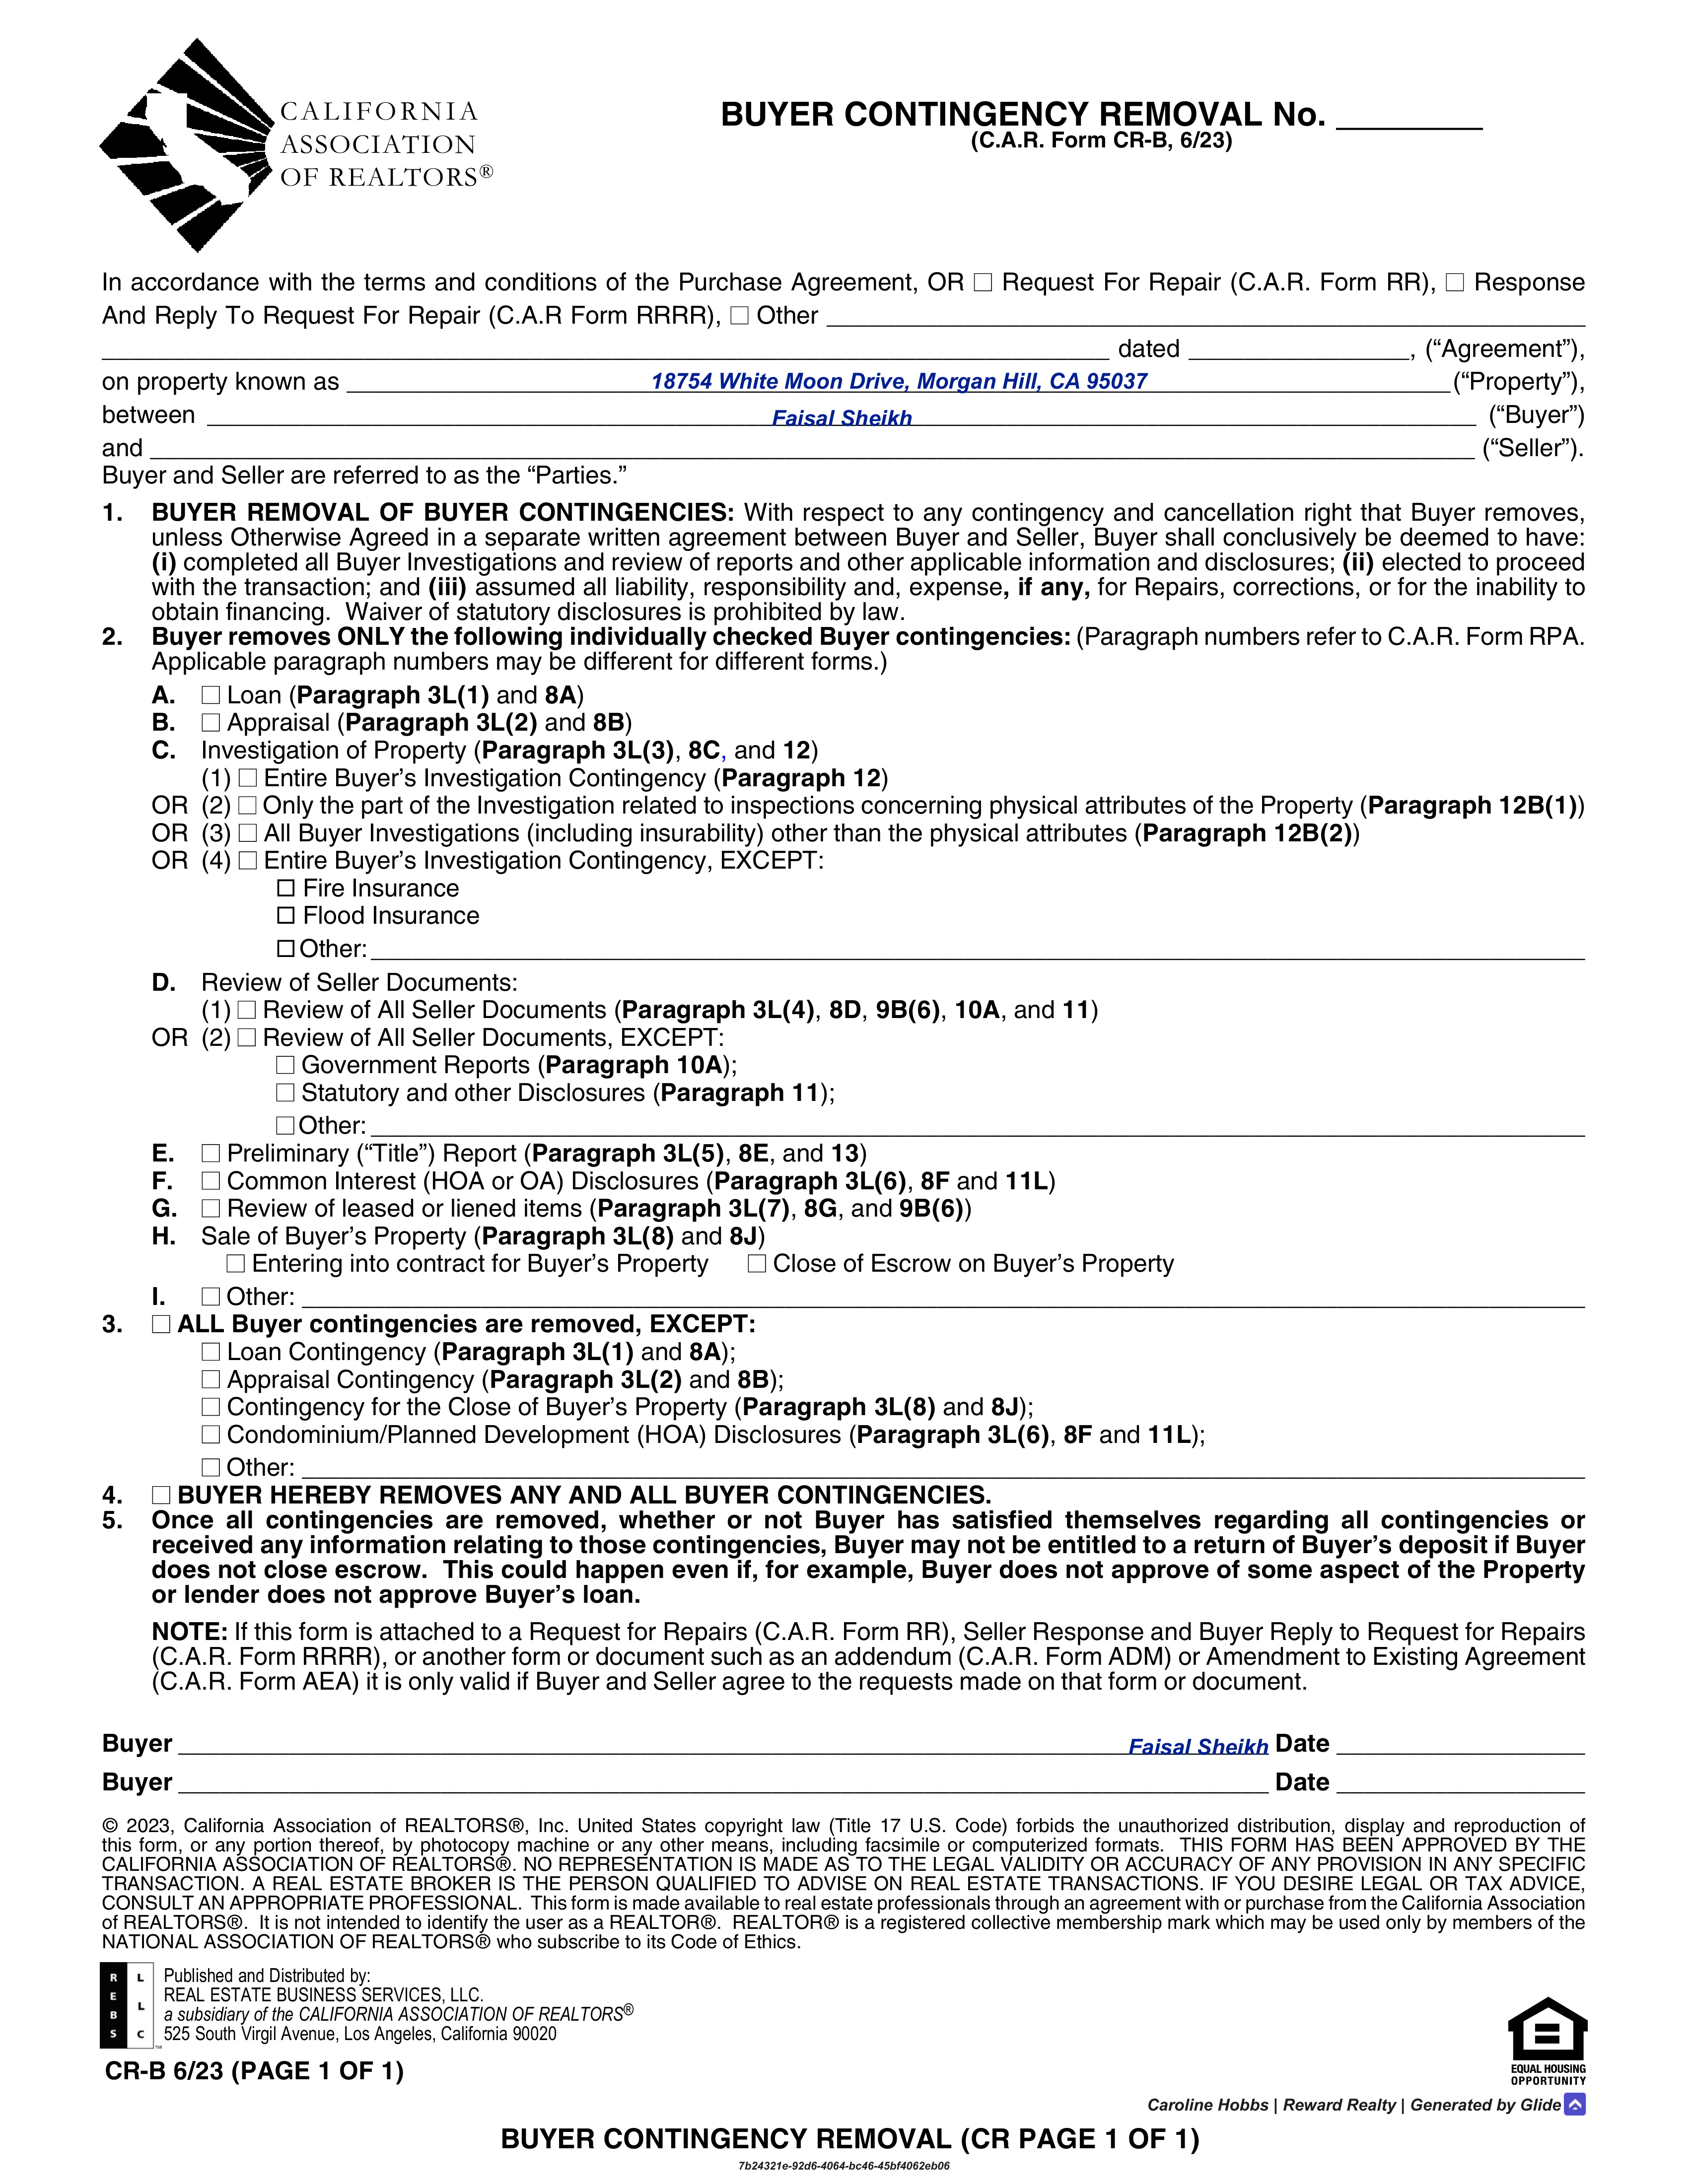 CALIFORNIA
ASSOCIATION
OF REALTORS®
BUYER CONTINGENCY REMOVAL No. __________
(C.A.R. Form CR-B, 6/23)
In accordance with the terms and conditions of the Purchase Agreement, OR ☐ Request For Repair (C.A.R. Form RR), ☐ Response
And Reply To Request For Repair (C.A.R Form RRRR), ☐ Other ____________________
____________________ dated ____________________, (“Agreement”),
on property known as 18754 White Moon Drive, Morgan Hill, CA 95037 (“Property”),
between Faisal Sheikh (“Buyer”)
and ____________________ (“Seller”).
Buyer and Seller are referred to as the “Parties.”
1. BUYER REMOVAL OF BUYER CONTINGENCIES: With respect to any contingency and cancellation right that Buyer removes,
unless Otherwise Agreed in a separate written agreement between Buyer and Seller, Buyer shall conclusively be deemed to have:
(i) completed all Buyer Investigations and review of reports and other applicable information and disclosures; (ii) elected to proceed
with the transaction; and (iii) assumed all liability, responsibility and, expense, if any, for Repairs, corrections, or for the inability to
obtain financing. Waiver of statutory disclosures is prohibited by law.
2. Buyer removes ONLY the following individually checked Buyer contingencies: (Paragraph numbers refer to C.A.R. Form RPA.
Applicable paragraph numbers may be different for different forms.)
A. ☐ Loan (Paragraph 3L(1) and 8A)
B. ☐ Appraisal (Paragraph 3L(2) and 8B)
C. Investigation of Property (Paragraph 3L(3), 8C, and 12)
(1) ☐ Entire Buyer’s Investigation Contingency (Paragraph 12)
OR (2) ☐ Only the part of the Investigation related to inspections concerning physical attributes of the Property (Paragraph 12B(1))
OR (3) ☐ All Buyer Investigations (including insurability) other than the physical attributes (Paragraph 12B(2))
OR (4) ☐ Entire Buyer’s Investigation Contingency, EXCEPT:
☐ Fire Insurance
☐ Flood Insurance
☐ Other: ____________________
D. Review of Seller Documents:
(1) ☐ Review of All Seller Documents (Paragraph 3L(4), 8D, 9B(6), 10A, and 11)
OR (2) ☐ Review of All Seller Documents, EXCEPT:
☐ Government Reports (Paragraph 10A);
☐ Statutory and other Disclosures (Paragraph 11);
☐ Other: ____________________
E. ☐ Preliminary (“Title”) Report (Paragraph 3L(5), 8E, and 13)
F. ☐ Common Interest (HOA or OA) Disclosures (Paragraph 3L(6), 8F and 11L)
G. ☐ Review of leased or liened items (Paragraph 3L(7), 8G, and 9B(6))
H. Sale of Buyer’s Property (Paragraph 3L(8) and 8J)
☐ Entering into contract for Buyer’s Property ☐ Close of Escrow on Buyer’s Property
I. ☐ Other: ____________________
3. ☐ ALL Buyer contingencies are removed, EXCEPT:
☐ Loan Contingency (Paragraph 3L(1) and 8A);
☐ Appraisal Contingency (Paragraph 3L(2) and 8B);
☐ Contingency for the Close of Buyer’s Property (Paragraph 3L(8) and 8J);
☐ Condominium/Planned Development (HOA) Disclosures (Paragraph 3L(6), 8F and 11L);
☐ Other: ____________________
4. ☐ BUYER HEREBY REMOVES ANY AND ALL BUYER CONTINGENCIES.
5. Once all contingencies are removed, whether or not Buyer has satisfied themselves regarding all contingencies or
received any information relating to those contingencies, Buyer may not be entitled to a return of Buyer’s deposit if Buyer
does not close escrow. This could happen even if, for example, Buyer does not approve of some aspect of the Property
or lender does not approve Buyer’s loan.
NOTE: If this form is attached to a Request for Repairs (C.A.R. Form RR), Seller Response and Buyer Reply to Request for Repairs
(C.A.R. Form RRRR), or another form or document such as an addendum (C.A.R. Form ADM) or Amendment to Existing Agreement
(C.A.R. Form AEA) it is only valid if Buyer and Seller agree to the requests made on that form or document.
Buyer ____________________ Faisal Sheikh Date ____________________
Buyer ____________________ Date ____________________
© 2023, California Association of REALTORS®, Inc. United States copyright law (Title 17 U.S. Code) forbids the unauthorized distribution, display and reproduction of
this form, or any portion thereof, by photocopy machine or any other means, including facsimile or computerized formats. THIS FORM HAS BEEN APPROVED BY THE
CALIFORNIA ASSOCIATION OF REALTORS®. NO REPRESENTATION IS MADE AS TO THE LEGAL VALIDITY OR ACCURACY OF ANY PROVISION IN ANY SPECIFIC
TRANSACTION. A REAL ESTATE BROKER IS THE PERSON QUALIFIED TO ADVISE ON REAL ESTATE TRANSACTIONS. IF YOU DESIRE LEGAL OR TAX ADVICE,
CONSULT AN APPROPRIATE PROFESSIONAL. This form is made available to real estate professionals through an agreement with or purchase from the California Association
of REALTORS®. It is not intended to identify the user as a REALTOR®. REALTOR® is a registered collective membership mark which may be used only by members of the
NATIONAL ASSOCIATION OF REALTORS® who subscribe to its Code of Ethics.
REBS LLC™
Published and Distributed by:
REAL ESTATE BUSINESS SERVICES, LLC.
a subsidiary of the CALIFORNIA ASSOCIATION OF REALTORS®
525 South Virgil Avenue, Los Angeles, California 90020
EQUAL HOUSING
OPPORTUNITY
CR-B 6/23 (PAGE 1 OF 1)
Caroline Hobbs | Reward Realty | Generated by Glide
BUYER CONTINGENCY REMOVAL (CR PAGE 1 OF 1)
7b24321e-92d6-4064-bc46-45bf4062eb06